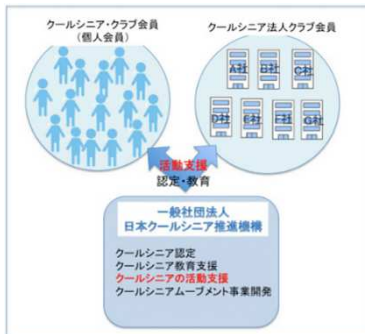 クールシニア・クラブ会員
(個人会員)
クールシニア法人クラブ会員
A社
B社
C社
D社
E社
F社
G社
活動支援
認定・教育
一般社団法人
日本クールシニア推進機構
クールシニア認定
クールシニア教育支援
クールシニアの活動支援
クールシニアムーブメント事業開発